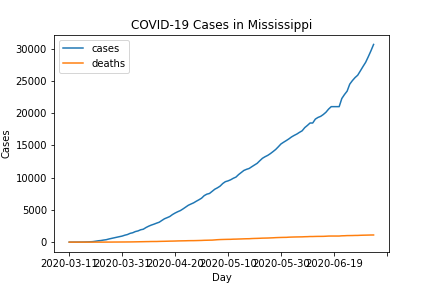 COVID-19 Cases in Mississippi
cases
deaths
30000
25000
20000
15000
10000
5000
0
Cases
2020-03-11 2020-03-31 2020-04-20 2020-05-10 2020-05-30 2020-06-19
Day